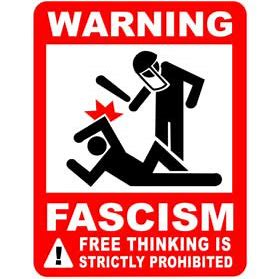 WARNING
FASCISM
FREE THINKING IS
STRICTLY PROHIBITED